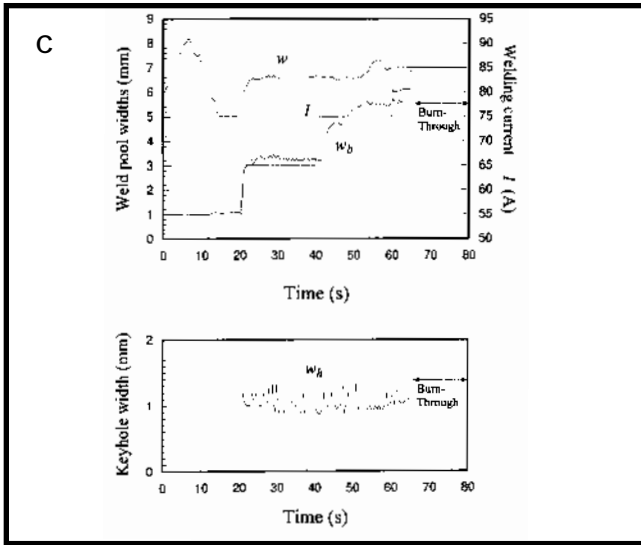 C
Weld pool widths (mm)
9
8
7
6
5
4
3
2
1
0
w
I
w_b
Burn-
Through
95
90
85
80
75
70
65
60
55
50
Welding current I (A)
0 10 20 30 40 50 60 70 80
Time (s)
Keyhole width (mm)
2
1
0
w_h
Burn-
Through
0 10 20 30 40 50 60 70 80
Time (s)